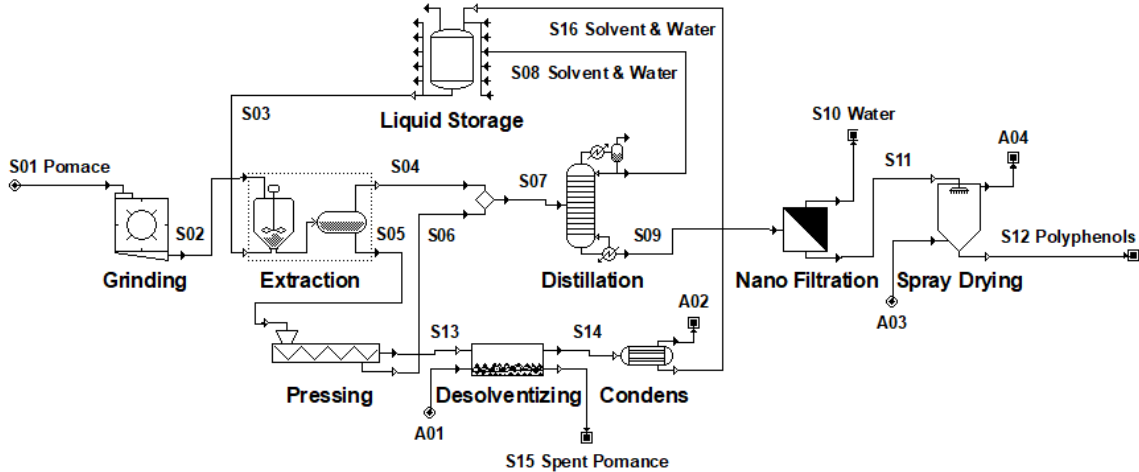 S16 Solvent & Water
S10 Water
S08 Solvent & Water
S03
Liquid Storage
S11
A04
S01 Pomace
S04
S07
S02
S05
S06
S09
S12 Polyphenols
Grinding
Extraction
Distillation
Nano Filtration
Spray Drying
A02
A03
S13
S14
Pressing
Desolventizing
Condens
A01
S15 Spent Pomance